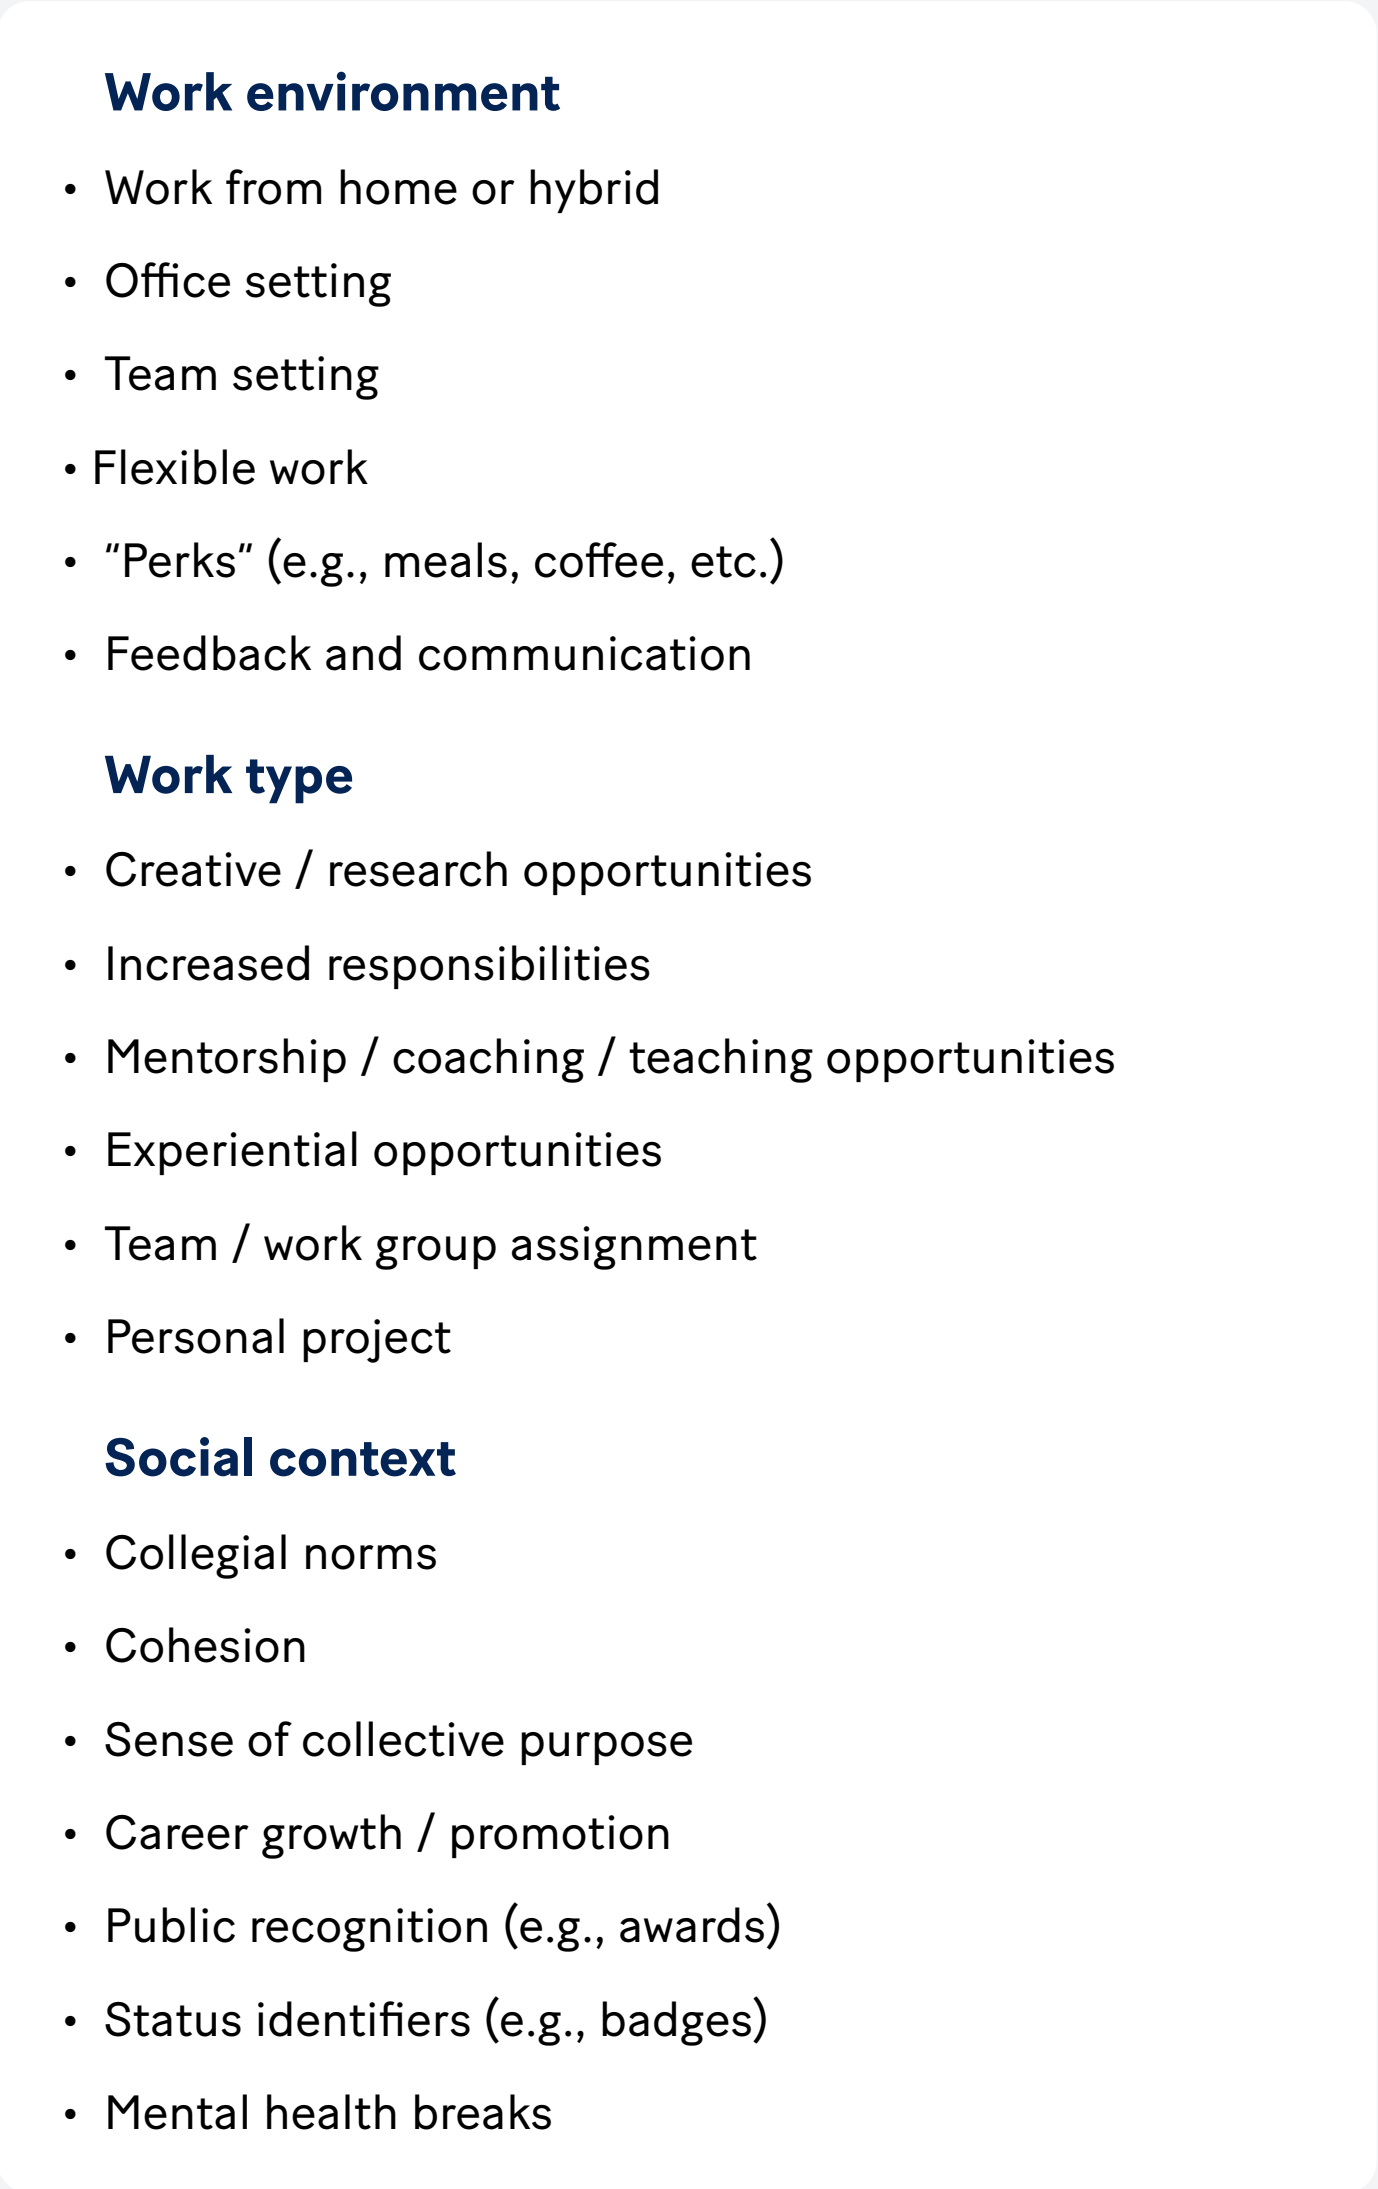 Work environment
• Work from home or hybrid
• Office setting
• Team setting
• Flexible work
• “Perks” (e.g., meals, coffee, etc.)
• Feedback and communication
Work type
• Creative / research opportunities
• Increased responsibilities
• Mentorship / coaching / teaching opportunities
• Experiential opportunities
• Team / work group assignment
• Personal project
Social context
• Collegial norms
• Cohesion
• Sense of collective purpose
• Career growth / promotion
• Public recognition (e.g., awards)
• Status identifiers (e.g., badges)
• Mental health breaks